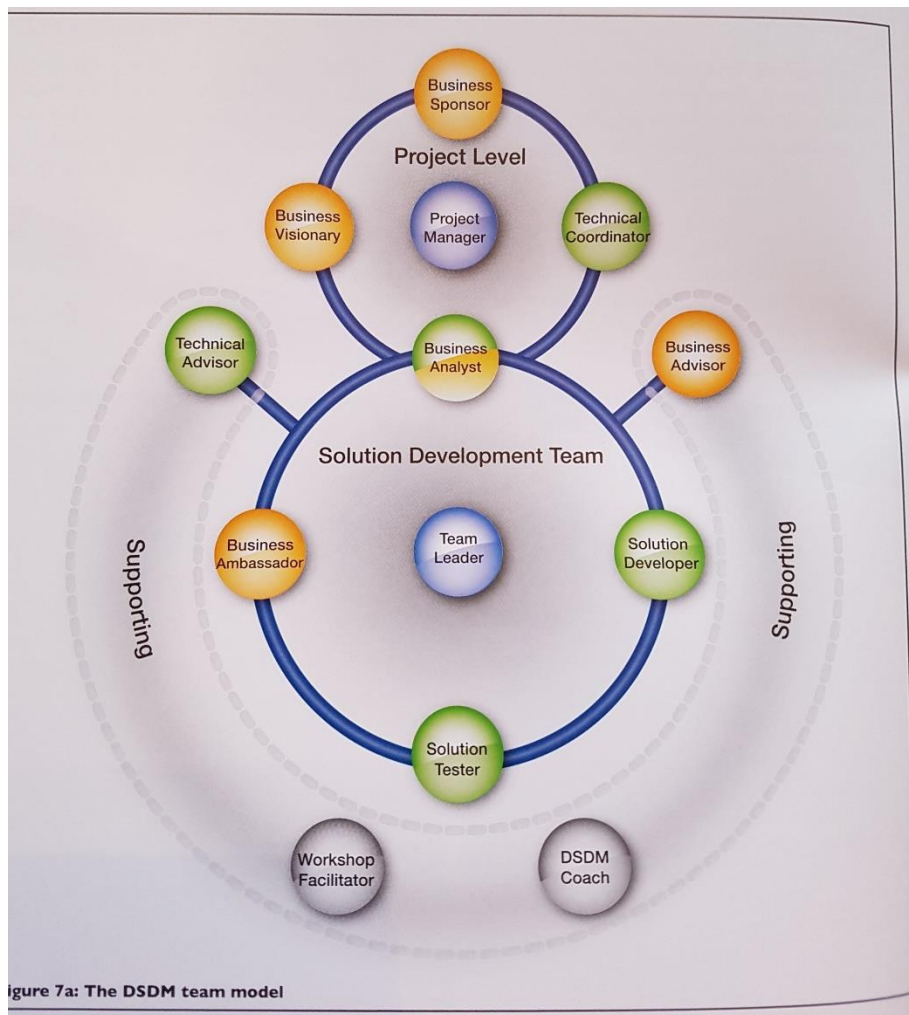 Business
Sponsor
Project Level
Business
Visionary
Project
Manager
Technical
Coordinator
Technical
Advisor
Business
Analyst
Business
Advisor
Solution Development Team
Supporting
Business
Ambassador
Team
Leader
Solution
Developer
Supporting
Solution
Tester
Workshop
Facilitator
DSDM
Coach
igure 7a: The DSDM team model